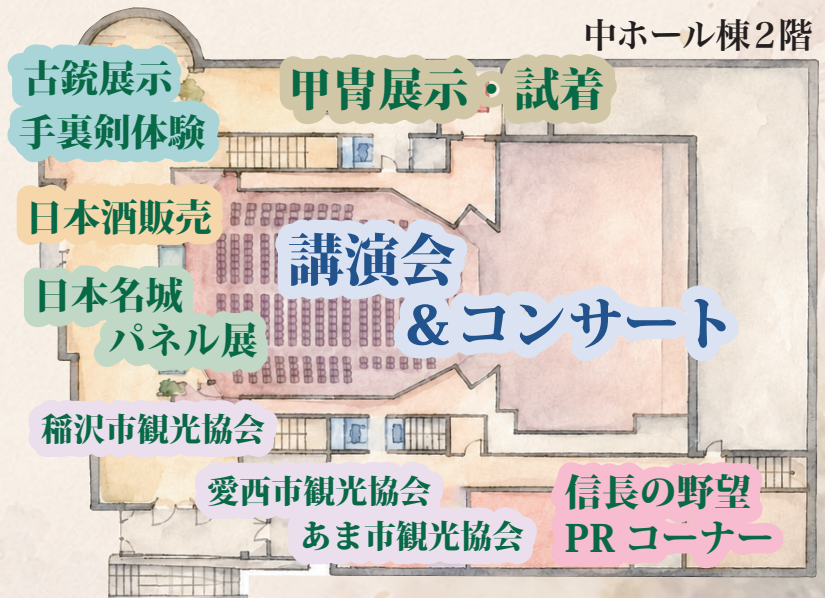 中ホール棟２階
古銃展示
手裏剣体験
甲冑展示・試着
日本酒販売
講演会
＆コンサート
日本名城
パネル展
稲沢市観光協会
愛西市観光協会
あま市観光協会
信長の野望
PR コーナー